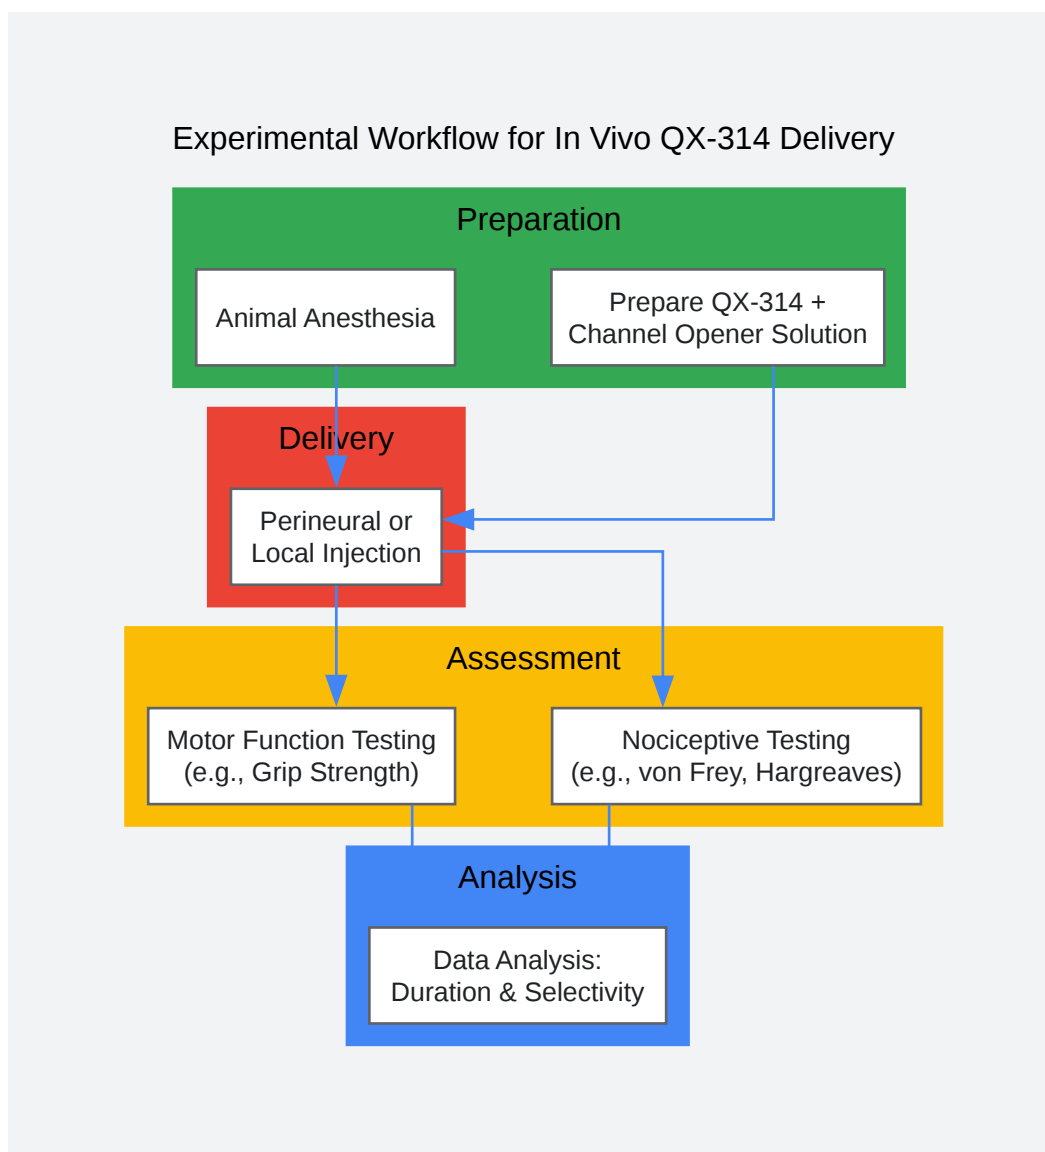 Experimental Workflow for In Vivo QX-314 Delivery
Preparation
Animal Anesthesia
Prepare QX-314 +
Channel Opener Solution
Delivery
Perineural or
Local Injection
Assessment
Motor Function Testing
(e.g., Grip Strength)
Nociceptive Testing
(e.g., von Frey, Hargreaves)
Analysis
Data Analysis:
Duration & Selectivity